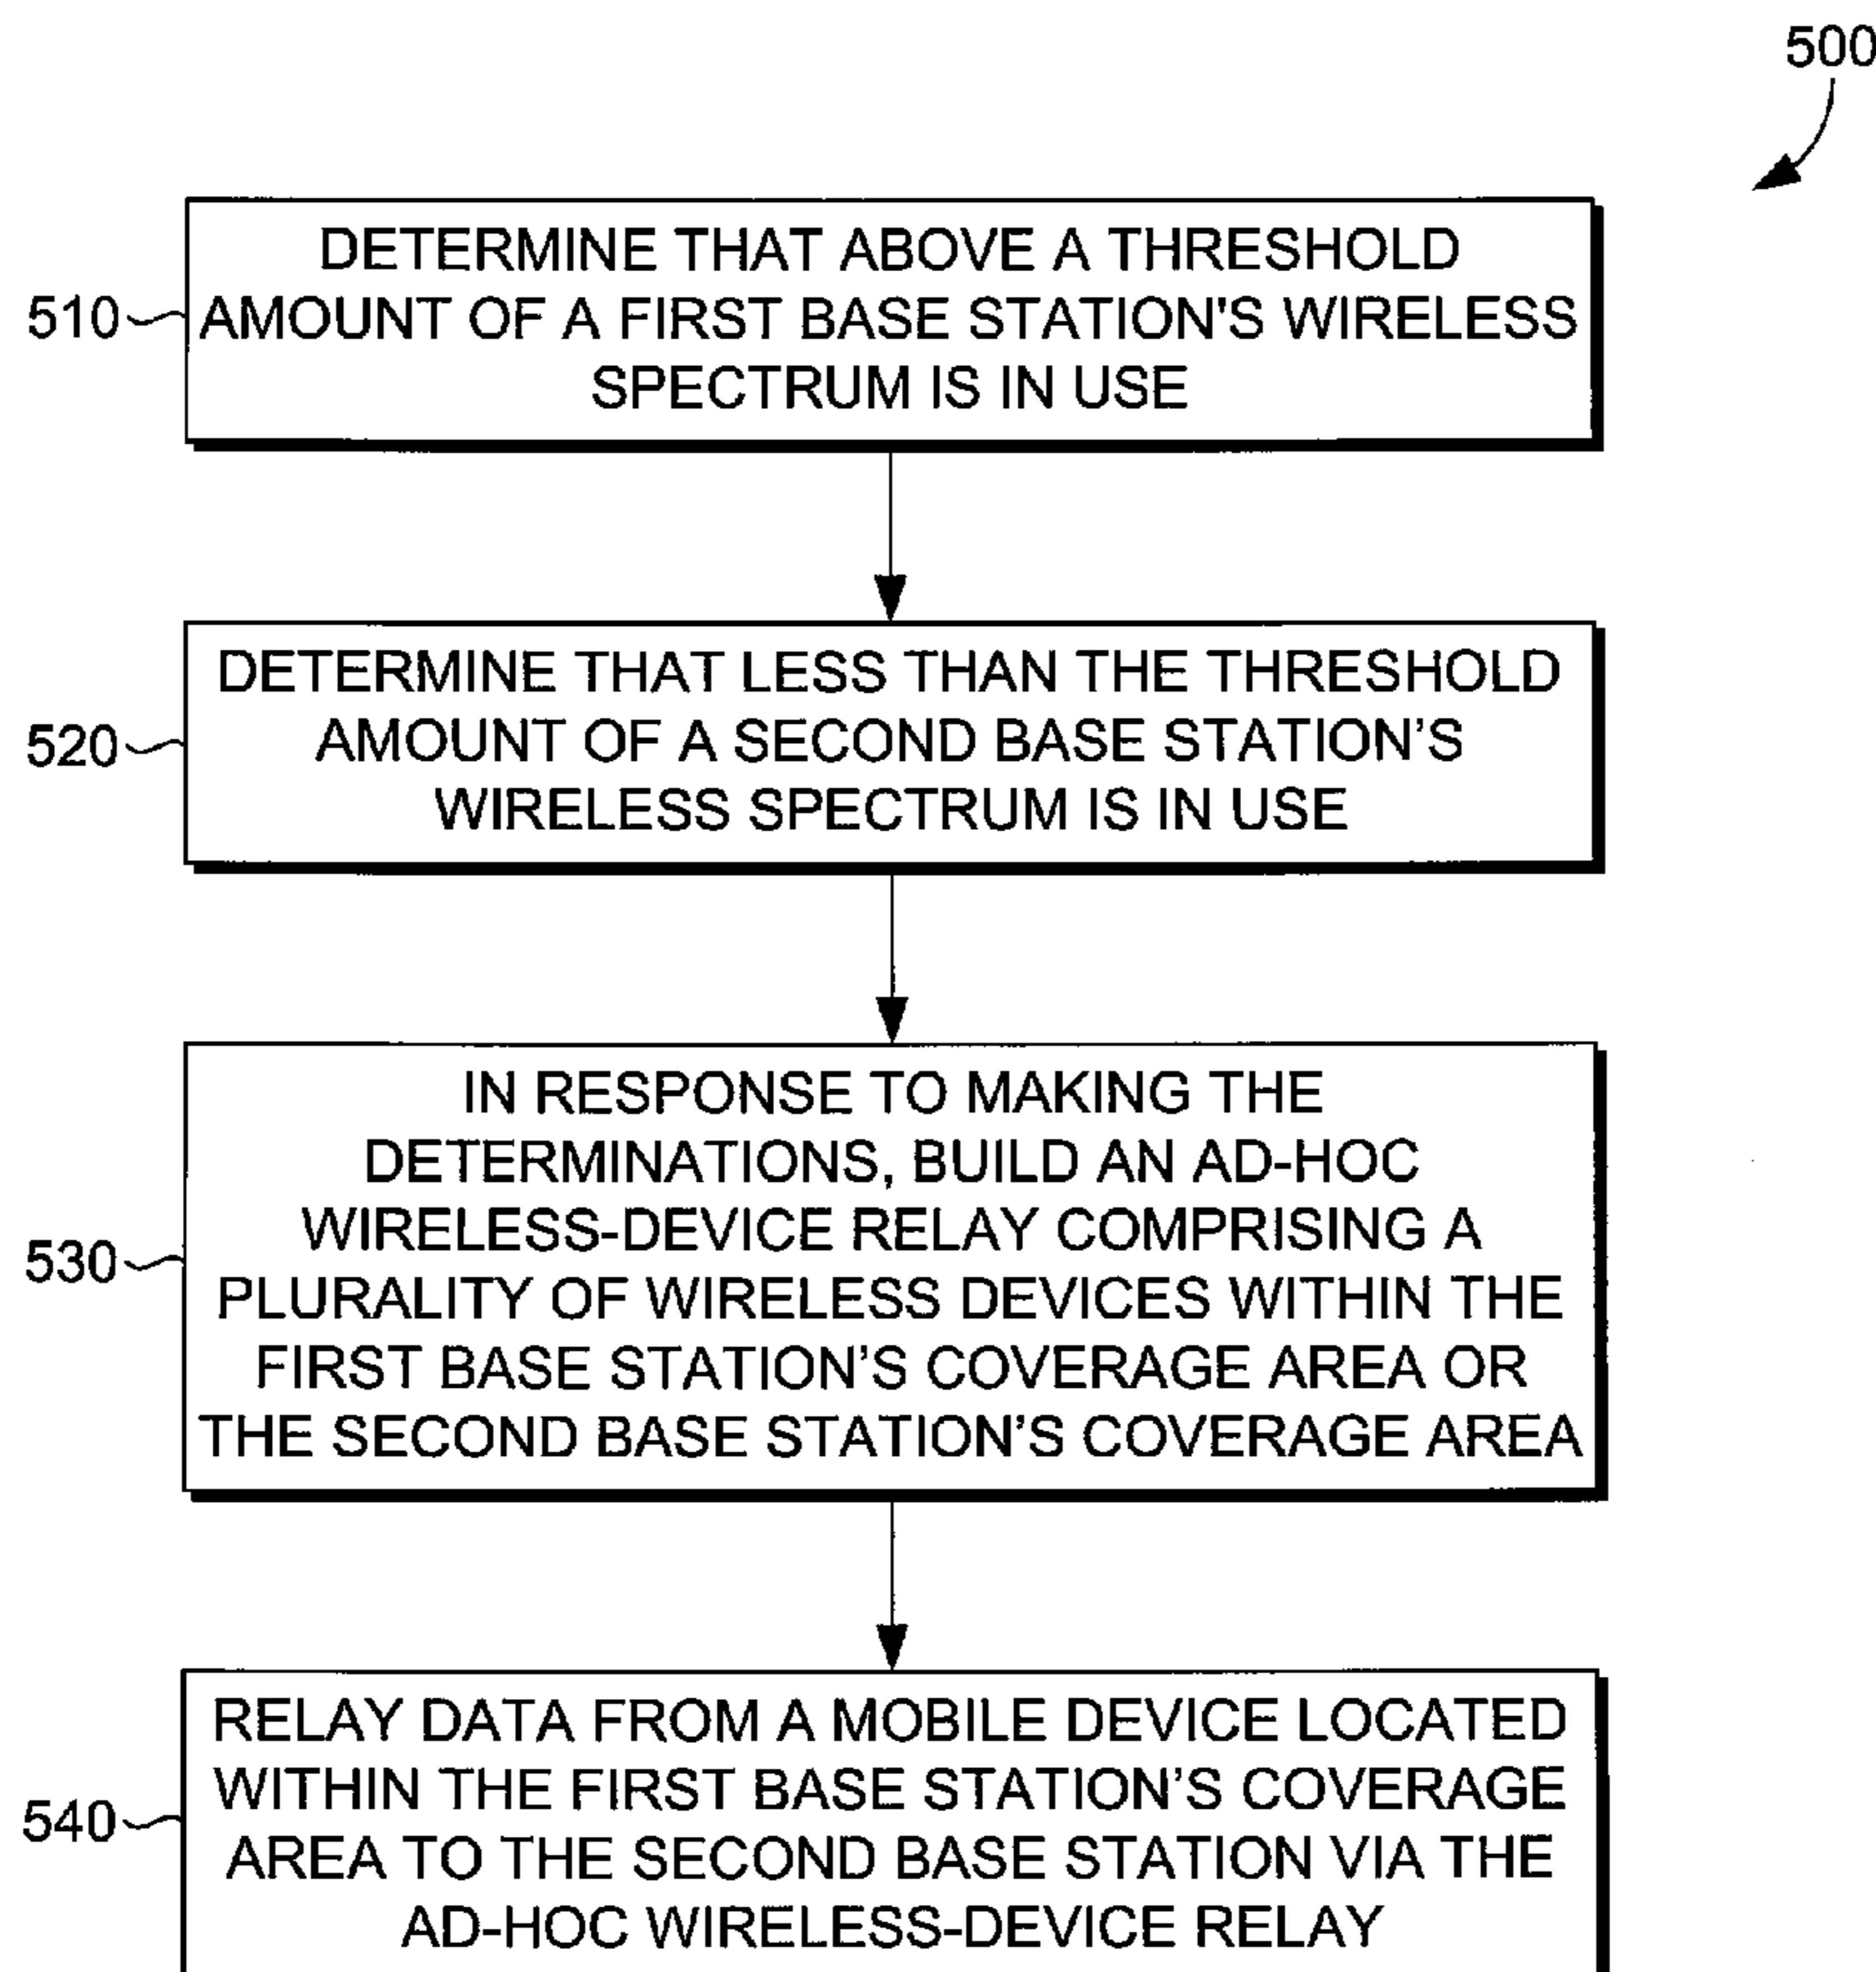 500
510
DETERMINE THAT ABOVE A THRESHOLD
AMOUNT OF A FIRST BASE STATION'S WIRELESS
SPECTRUM IS IN USE
520
DETERMINE THAT LESS THAN THE THRESHOLD
AMOUNT OF A SECOND BASE STATION’S
WIRELESS SPECTRUM IS IN USE
530
IN RESPONSE TO MAKING THE
DETERMINATIONS, BUILD AN AD-HOC
WIRELESS-DEVICE RELAY COMPRISING A
PLURALITY OF WIRELESS DEVICES WITHIN THE
FIRST BASE STATION’S COVERAGE AREA OR
THE SECOND BASE STATION’S COVERAGE AREA
540
RELAY DATA FROM A MOBILE DEVICE LOCATED
WITHIN THE FIRST BASE STATION’S COVERAGE
AREA TO THE SECOND BASE STATION VIA THE
AD-HOC WIRELESS-DEVICE RELAY